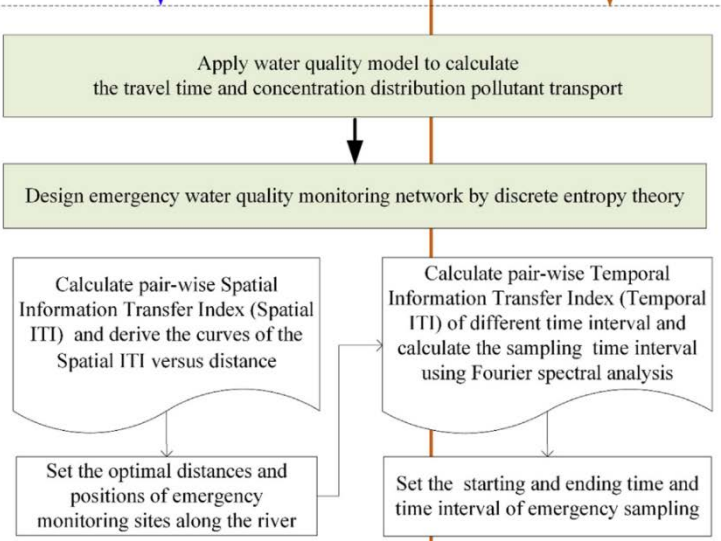 Apply water quality model to calculate
the travel time and concentration distribution pollutant transport
Design emergency water quality monitoring network by discrete entropy theory
Calculate pair-wise Spatial
Information Transfer Index (Spatial
ITI) and derive the curves of the
Spatial ITI versus distance
Set the optimal distances and
positions of emergency
monitoring sites along the river
Calculate pair-wise Temporal
Information Transfer Index (Temporal
ITI) of different time interval and
calculate the sampling time interval
using Fourier spectral analysis
Set the starting and ending time and
time interval of emergency sampling